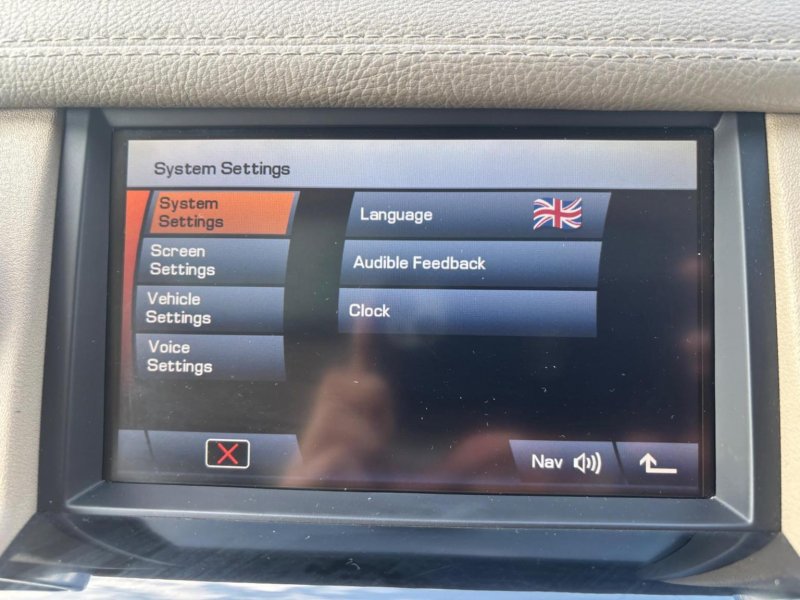 System Settings
System
Settings
Language
Screen
Settings
Audible Feedback
Vehicle
Settings
Clock
Voice
Settings
Nav